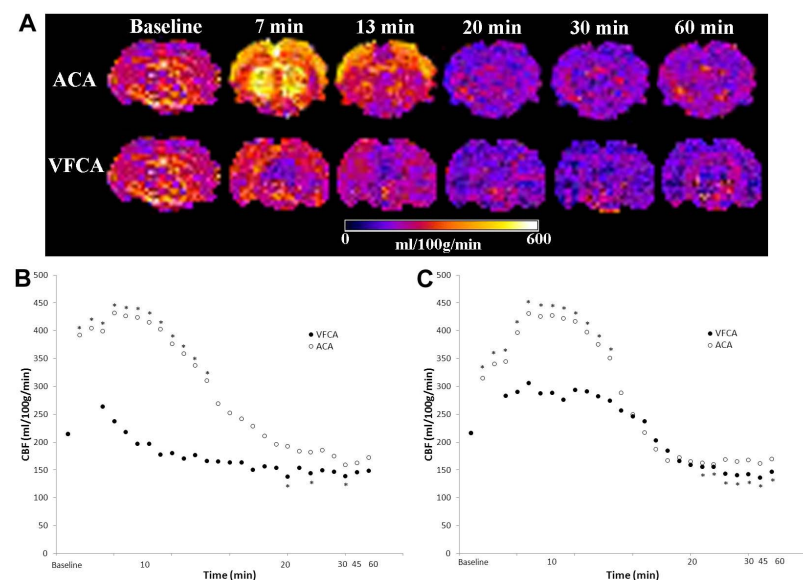 A
Baseline 7 min 13 min 20 min 30 min 60 min
ACA
VFCA
0 600
ml/100g/min
B
500
450
400
350
300
250
200
150
100
50
0
CBF (ml/100g/min)
* * * * * * * * * * * *
VFCA
ACA
* * *
Baseline 10 20 30 45 60
Time (min)
C
500
450
400
350
300
250
200
150
100
50
0
CBF (ml/100g/min)
* * * * * * * * * * * *
VFCA
ACA
* * * * * * *
Baseline 10 20 30 45 60
Time (min)